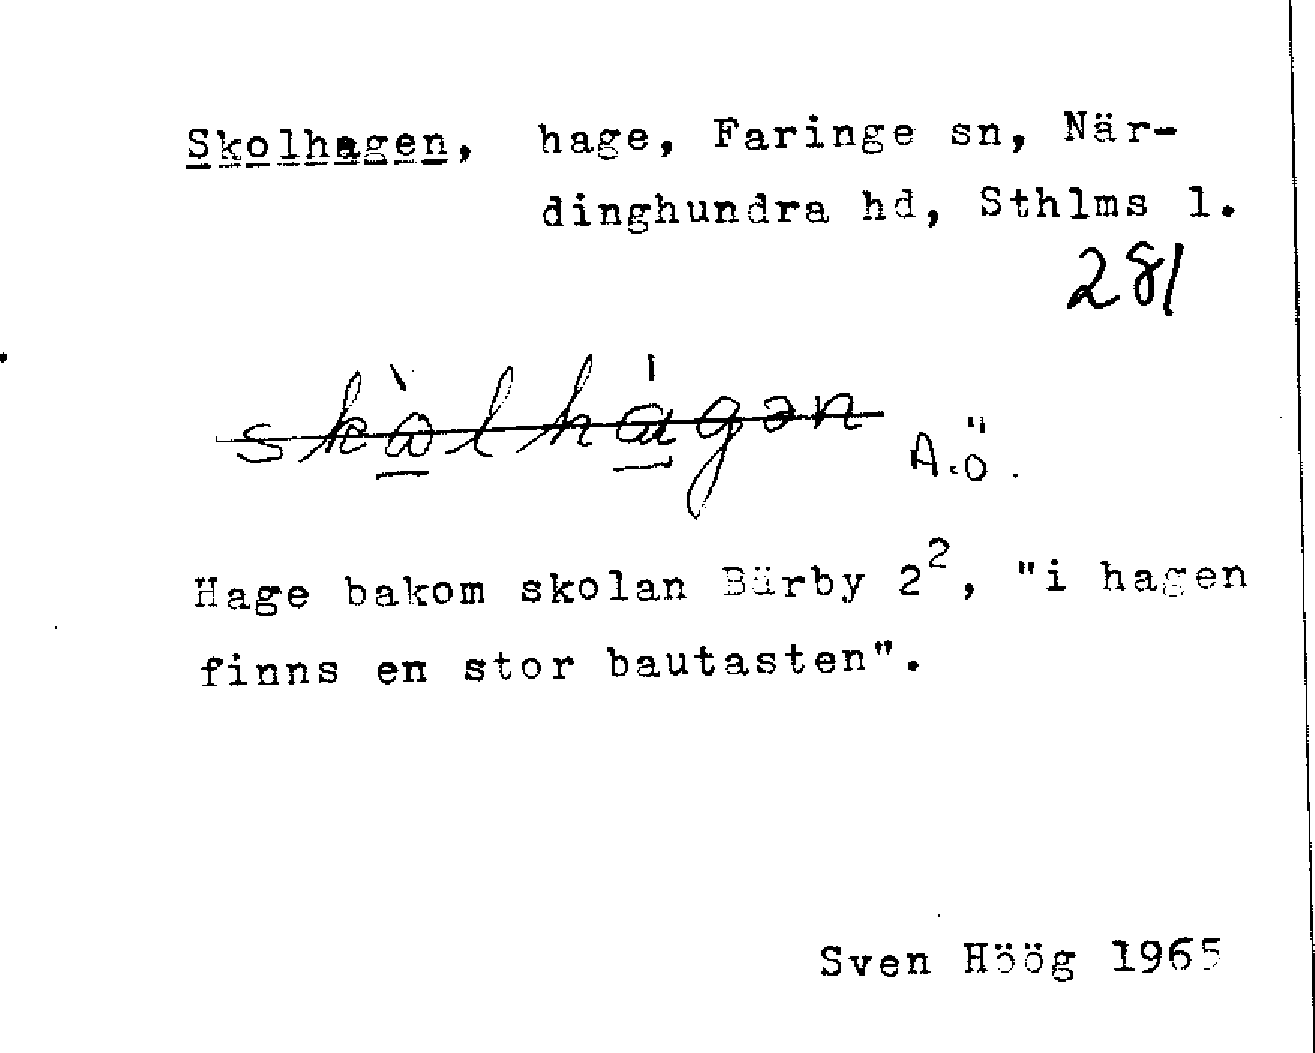 Skolhagen, hage, Faringe sn, När-
dinghundra hd, Sthlms l.
281
A.Ö.
Hage bakom skolan Bärby 2², "i hagen
finns en stor bautasten".
Sven Höög 1965